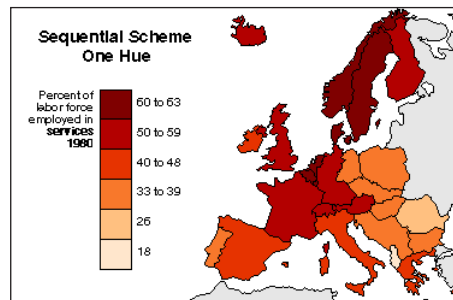 Sequential Scheme
One Hue
Percent of
labor force
employed in
services
1980
60 to 63
50 to 59
40 to 48
33 to 39
26
18